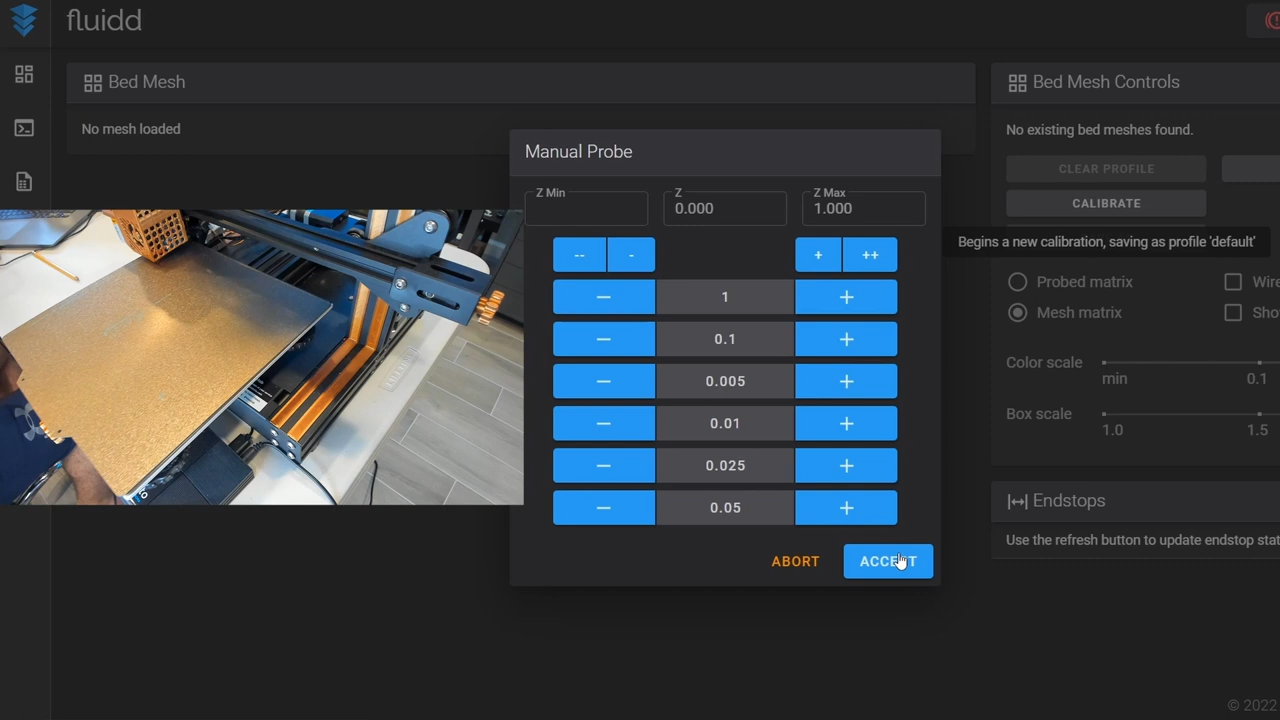 fluidd
Bed Mesh
No mesh loaded
Bed Mesh Controls
No existing bed meshes found.
CLEAR PROFILE
CALIBRATE
Begins a new calibration, saving as profile 'default'
Probed matrix
Wire
Mesh matrix
Sho
Color scale
min
0.1
Box scale
1.0
1.5
Endstops
Use the refresh button to update endstop stat
Manual Probe
Z Min
Z
0.000
Z Max
1.000
-- - + ++
— 1 +
— 0.1 +
— 0.005 +
— 0.01 +
— 0.025 +
— 0.05 +
ABORT
ACCEPT
© 2022